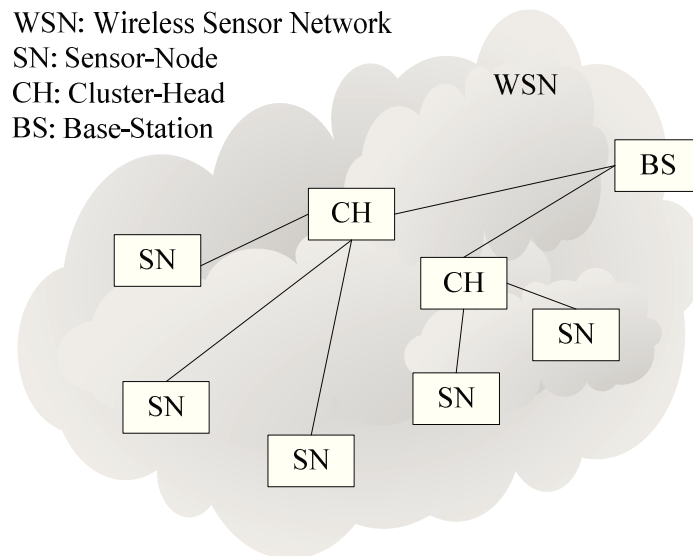 WSN: Wireless Sensor Network
SN: Sensor-Node
CH: Cluster-Head
BS: Base-Station
WSN
BS
CH
SN
CH
SN
SN
SN
SN